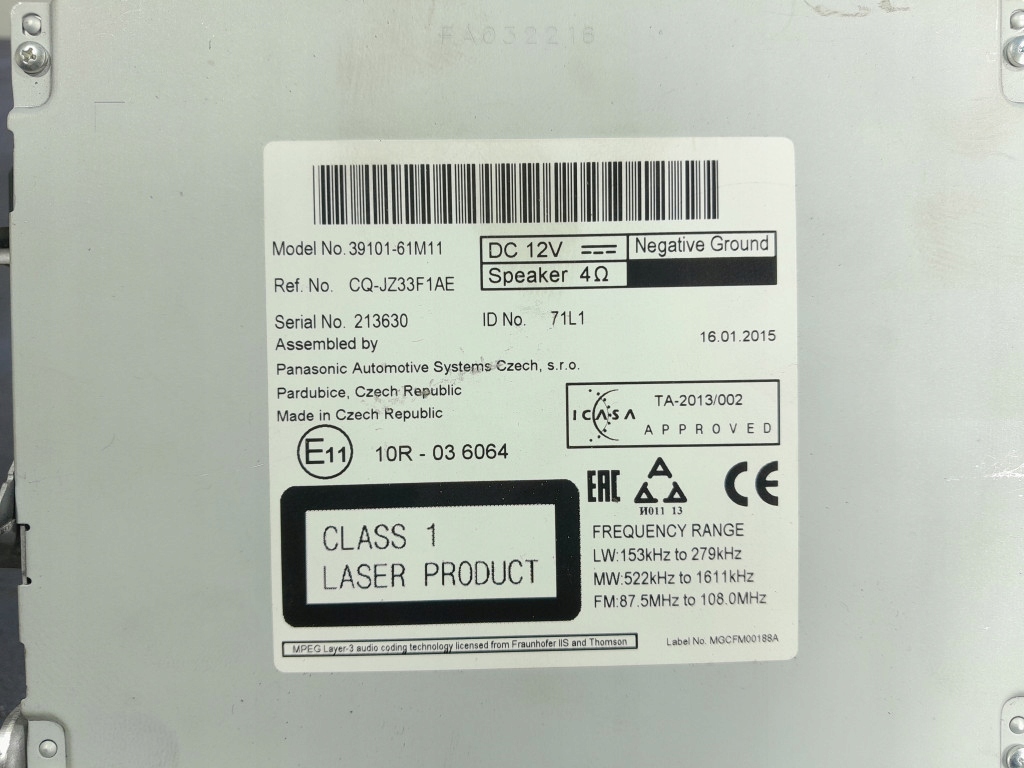 FA032216
Model No. 39101-61M11
DC 12V
Negative Ground
Ref. No. CQ-JZ33F1AE
Speaker 4Ω
Serial No. 213630
ID No. 71L1
16.01.2015
Assembled by
Panasonic Automotive Systems Czech, s.r.o.
Pardubice, Czech Republic
Made in Czech Republic
ICASA
TA-2013/002
APPROVED
E11
10R - 03 6064
EAC
CE
И011 13
CLASS 1
LASER PRODUCT
FREQUENCY RANGE
LW:153kHz to 279kHz
MW:522kHz to 1611kHz
FM:87.5MHz to 108.0MHz
MPEG Layer-3 audio coding technology licensed from Fraunhofer IIS and Thomson
Label No. MGCFM00188A